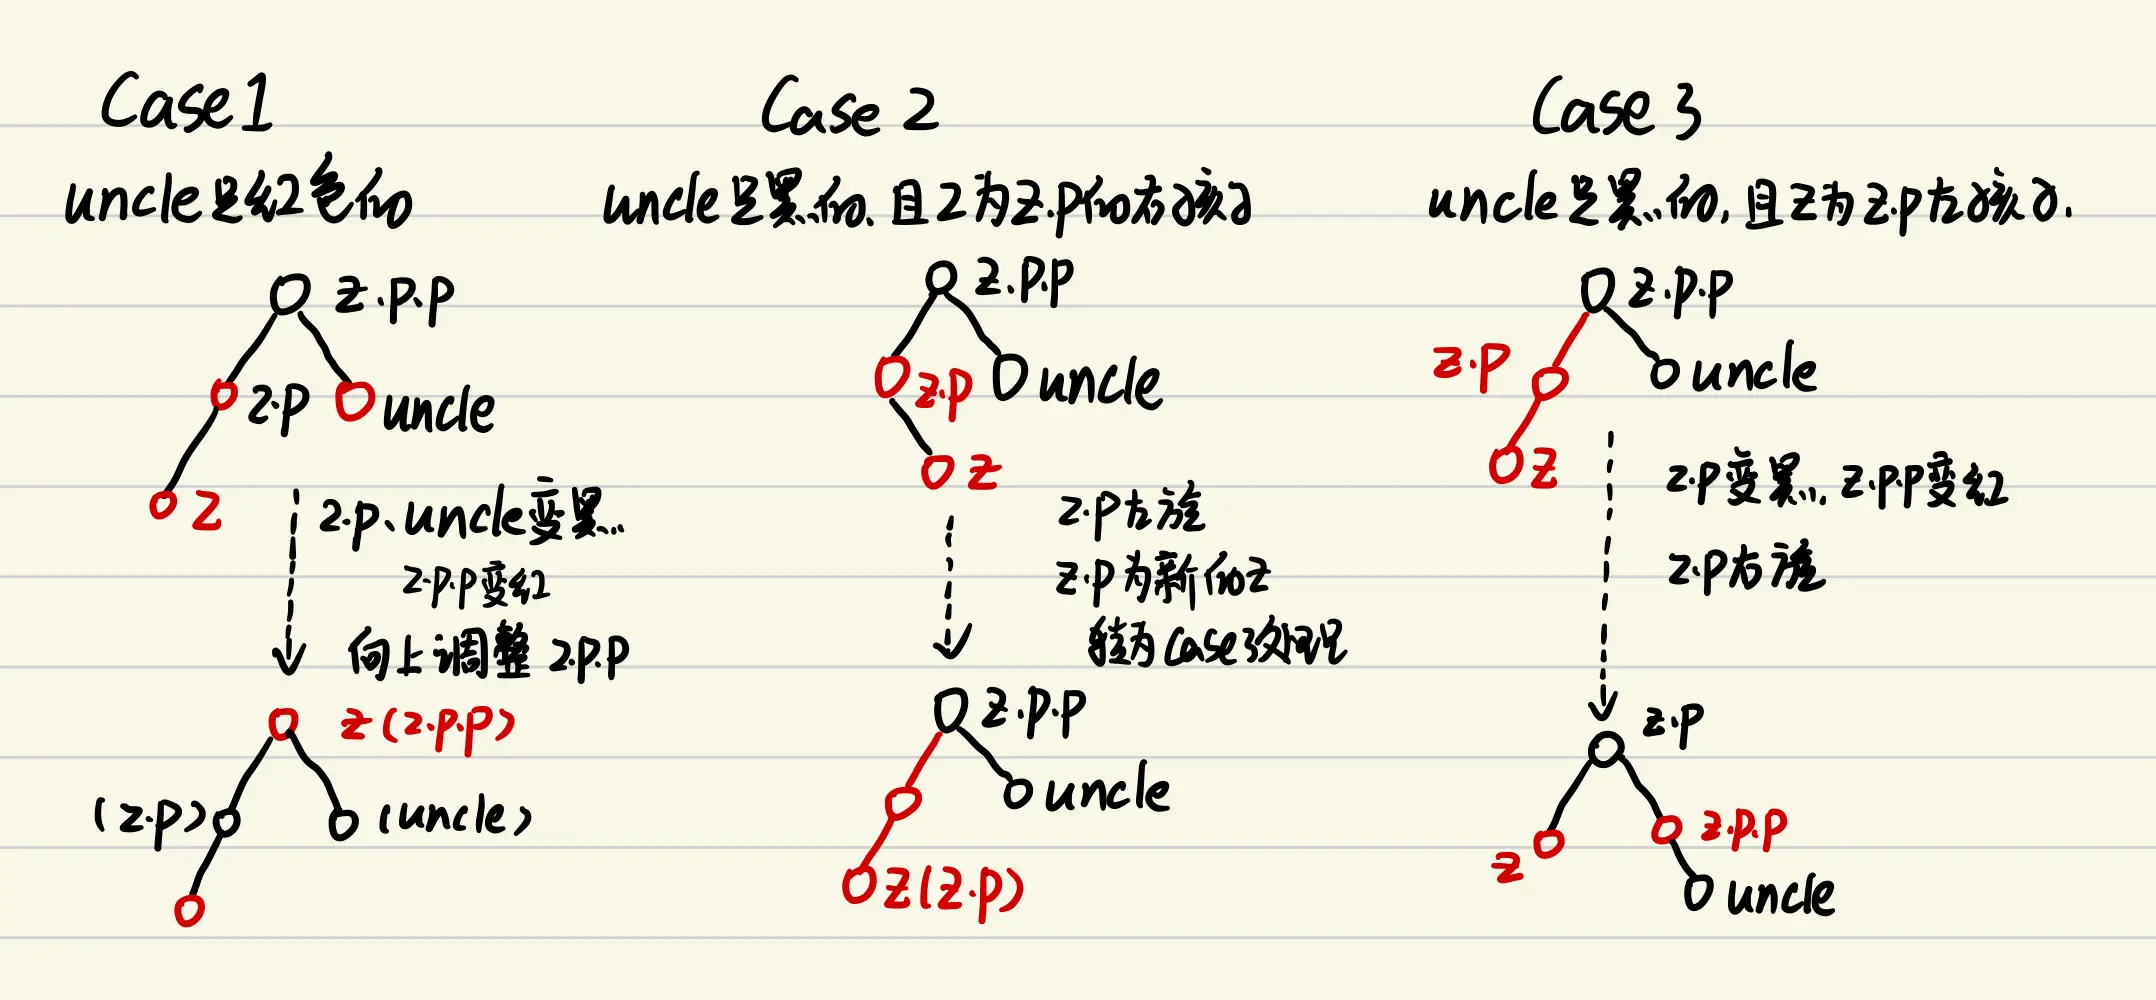 Case1
uncle是红色的
z.p.p
z.p
uncle
z
z.p、uncle变黑
z.p.p变红
向上调整 z.p.p
z(z.p.p)
(z.p)
(uncle)
Case 2
uncle是黑的、且z为z.p的右孩子
z.p.p
z.p
uncle
z
z.p左旋
z.p为新的z
转为case3处理
z.p.p
uncle
z(z.p)
Case 3
uncle是黑的,且z为z.p左孩子.
z.p.p
z.p
uncle
z
z.p变黑,z.p.p变红
z.p右旋
z.p
z
z.p.p
uncle